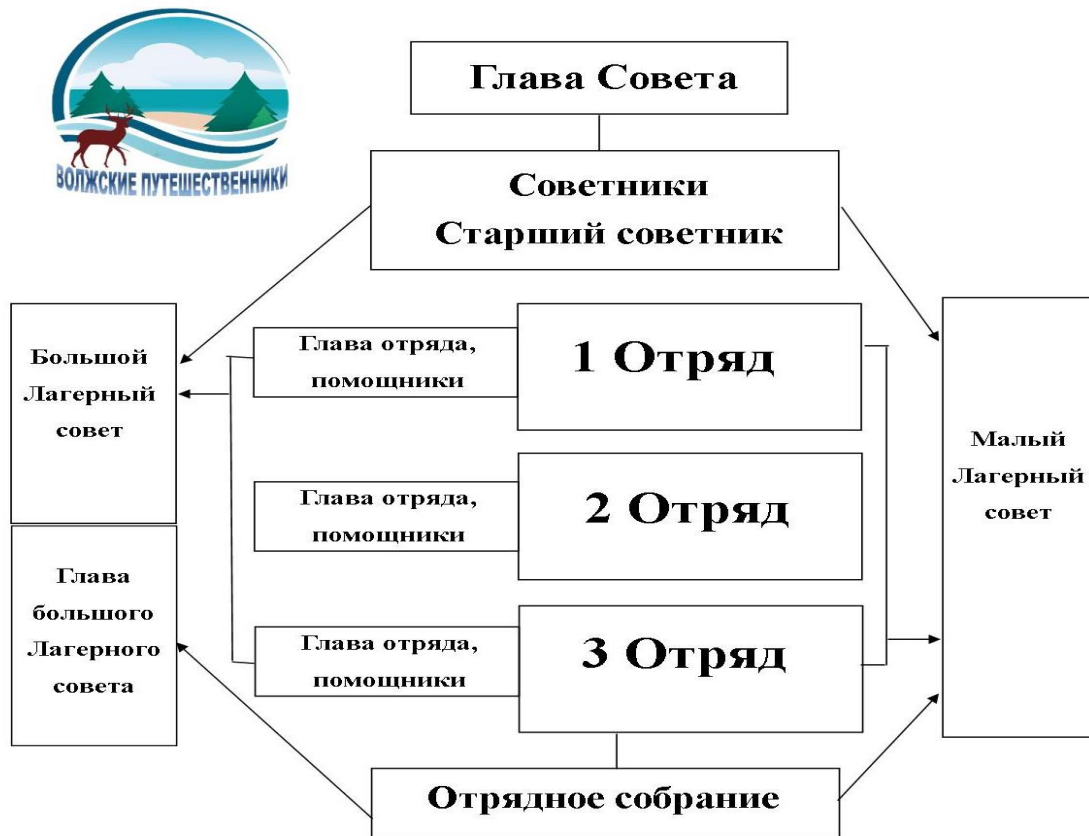 ВОЛЖСКИЕ ПУТЕШЕСТВЕННИКИ
Глава Совета
Советники
Старший советник
Большой
Лагерный
совет
Глава отряда,
помощники
1 Отряд
Глава отряда,
помощники
2 Отряд
Малый
Лагерный
совет
Глава
большого
Лагерного
совета
Глава отряда,
помощники
3 Отряд
Отрядное собрание